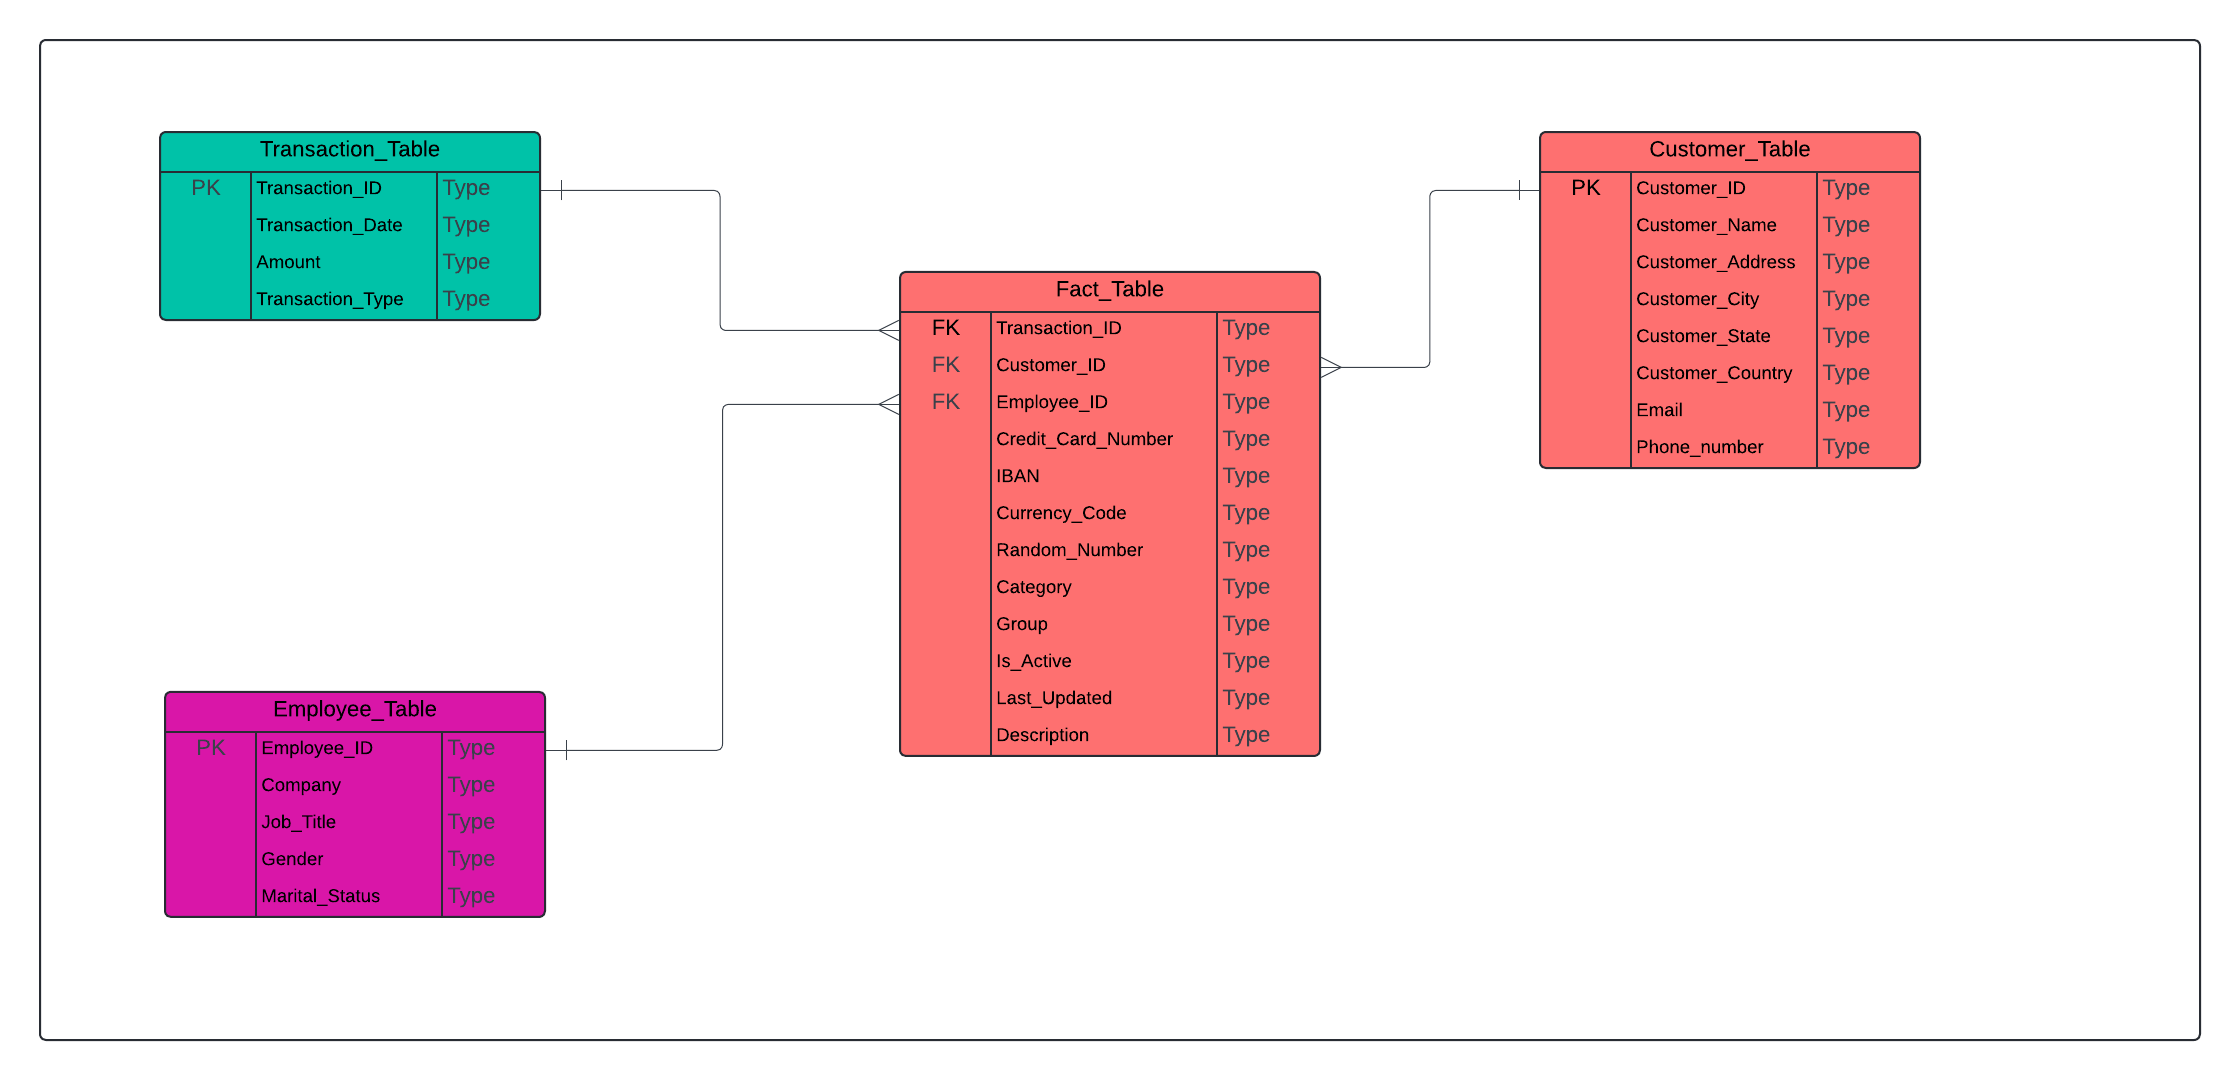 Transaction_Table
PK Transaction_ID Type
Transaction_Date Type
Amount Type
Transaction_Type Type
Customer_Table
PK Customer_ID Type
Customer_Name Type
Customer_Address Type
Customer_City Type
Customer_State Type
Customer_Country Type
Email Type
Phone_number Type
Fact_Table
FK Transaction_ID Type
FK Customer_ID Type
FK Employee_ID Type
Credit_Card_Number Type
IBAN Type
Currency_Code Type
Random_Number Type
Category Type
Group Type
Is_Active Type
Last_Updated Type
Description Type
Employee_Table
PK Employee_ID Type
Company Type
Job_Title Type
Gender Type
Marital_Status Type